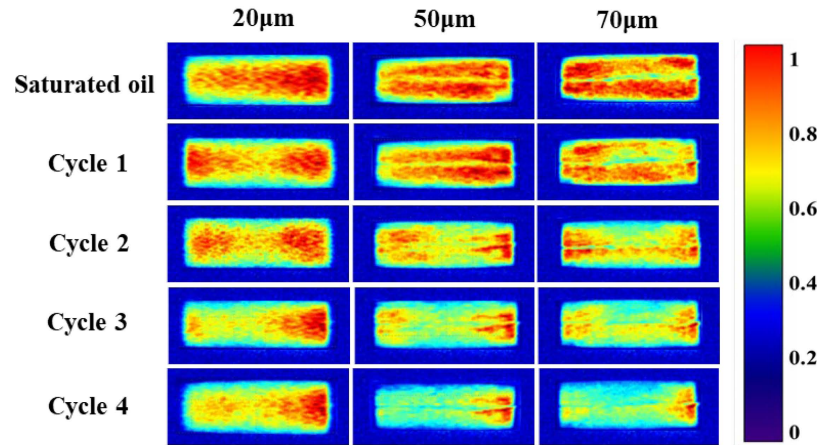 20μm 50μm 70μm
Saturated oil
Cycle 1
Cycle 2
Cycle 3
Cycle 4
1
0.8
0.6
0.4
0.2
0